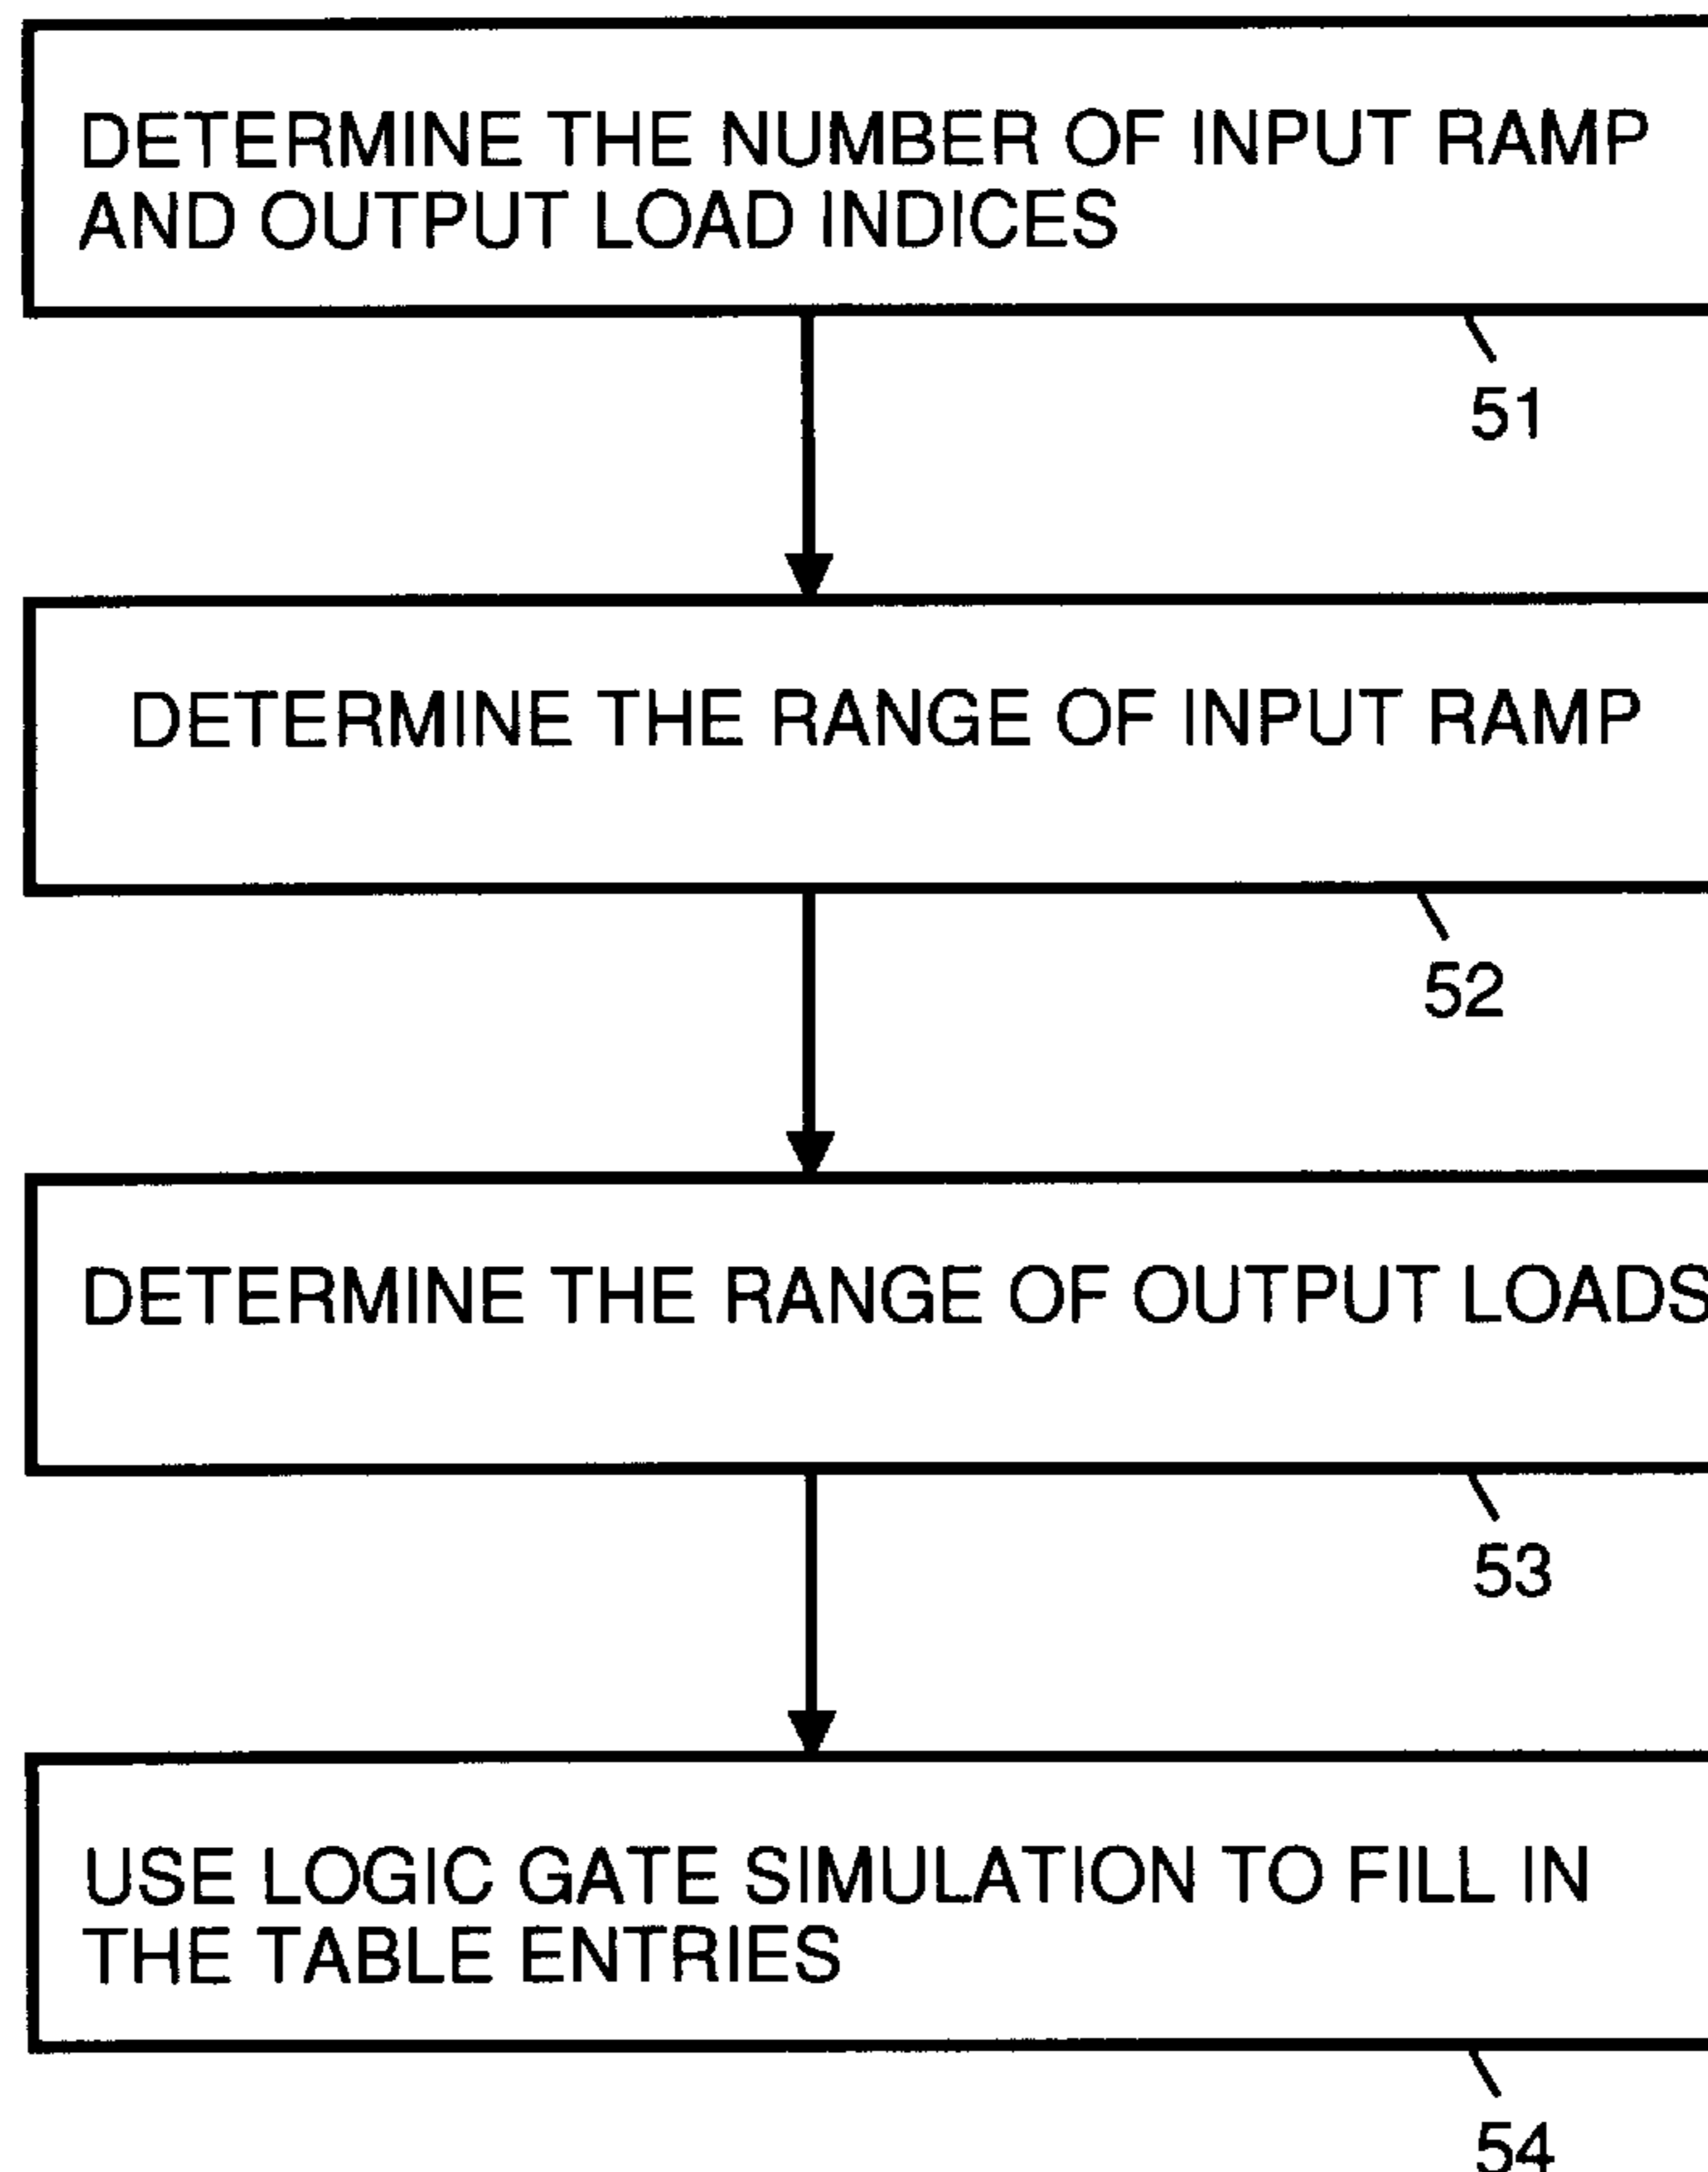 DETERMINE THE NUMBER OF INPUT RAMP
AND OUTPUT LOAD INDICES
51
DETERMINE THE RANGE OF INPUT RAMP
52
DETERMINE THE RANGE OF OUTPUT LOADS
53
USE LOGIC GATE SIMULATION TO FILL IN
THE TABLE ENTRIES
54